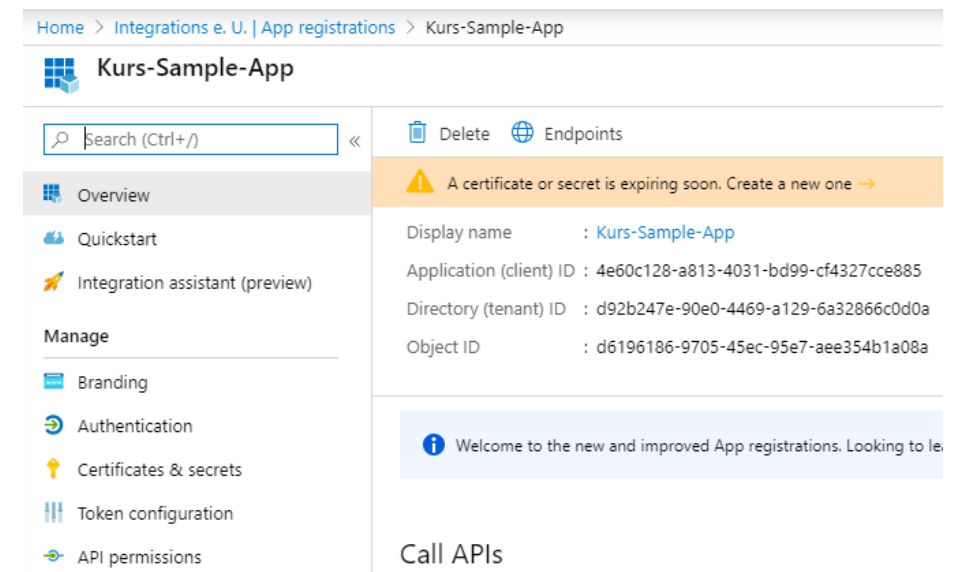 Home > Integrations e. U. | App registrations > Kurs-Sample-App
Kurs-Sample-App
Search (Ctrl+/)
«
Overview
Quickstart
Integration assistant (preview)
Manage
Branding
Authentication
Certificates & secrets
Token configuration
API permissions
Delete Endpoints
A certificate or secret is expiring soon. Create a new one →
Display name : Kurs-Sample-App
Application (client) ID : 4e60c128-a813-4031-bd99-cf4327cce885
Directory (tenant) ID : d92b247e-90e0-4469-a129-6a32866c0d0a
Object ID : d6196186-9705-45ec-95e7-aee354b1a08a
Welcome to the new and improved App registrations. Looking to le
Call APIs